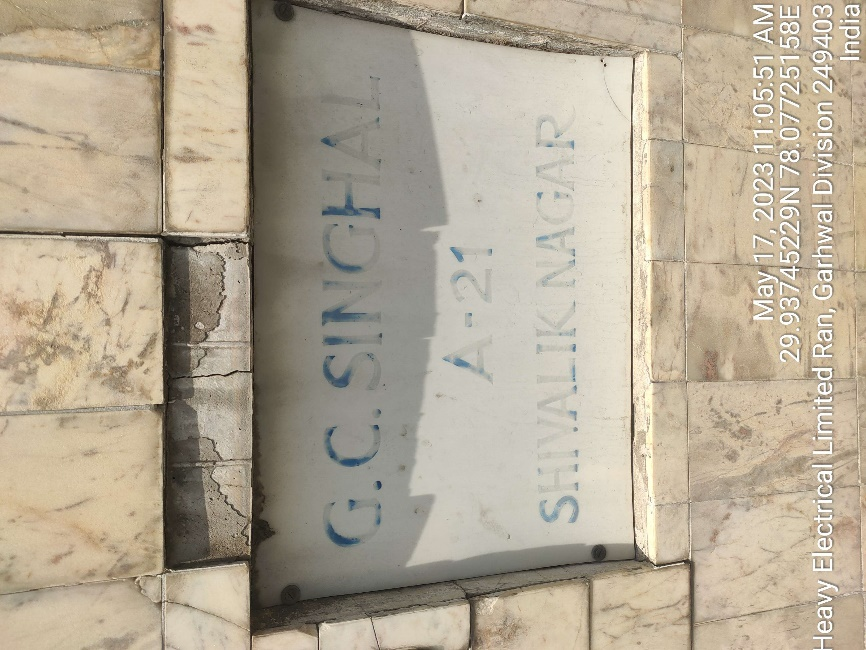 G. C. SINGHAL
A-21
SHIVALIK NAGAR
May 17, 2023 11:05:51 AM
29.93745229N 78.07725158E
Heavy Electrical Limited Ran, Garhwal Division 249403
India